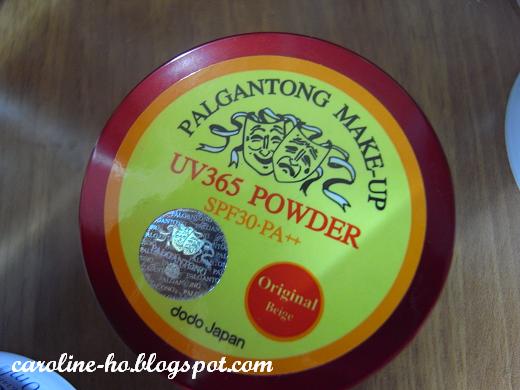 PALGANTONG MAKE-UP
UV365 POWDER
SPF30·PA++
Original
Beige
dodo Japan
caroline-ho.blogspot.com